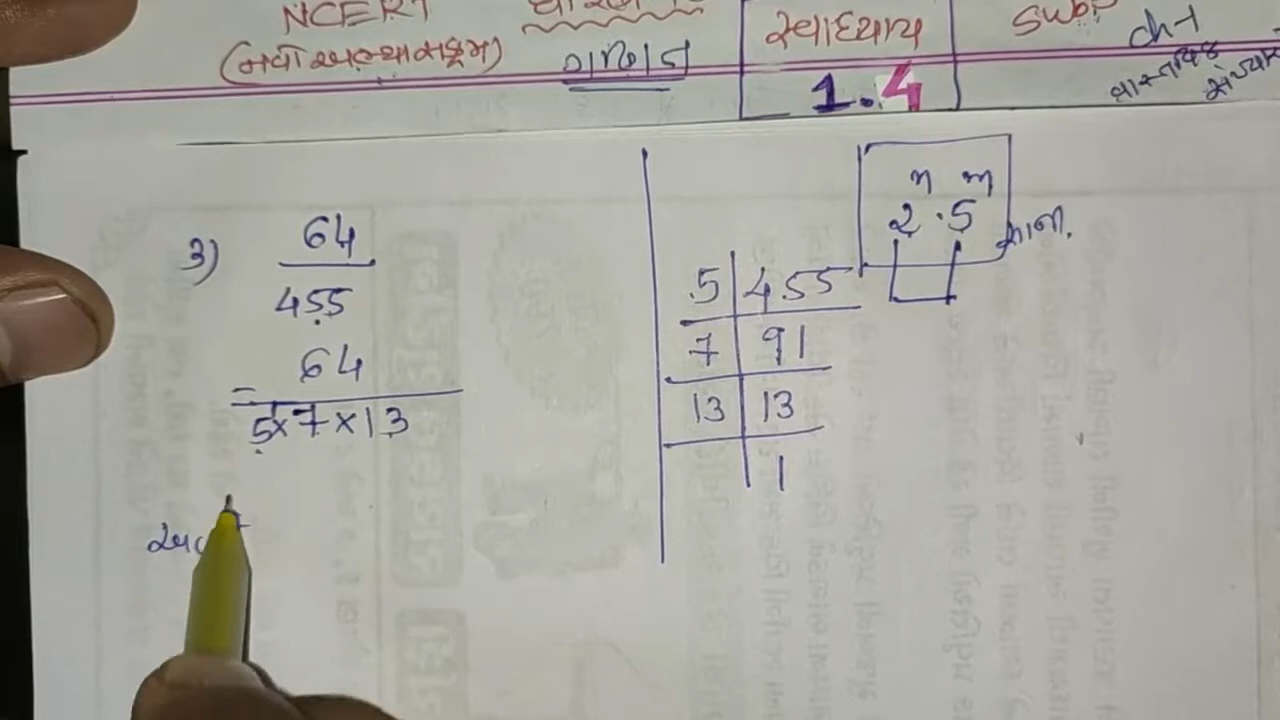 NCERT ધોરણ
(નવો અભ્યાસક્રમ) ગણિત
સ્વાધ્યાય
1.4
ch-1
વાસ્તવિક
3) 64
455
= 64
5×7×13
5 | 455
7 | 91
13 | 13
1
n m
2 · 5